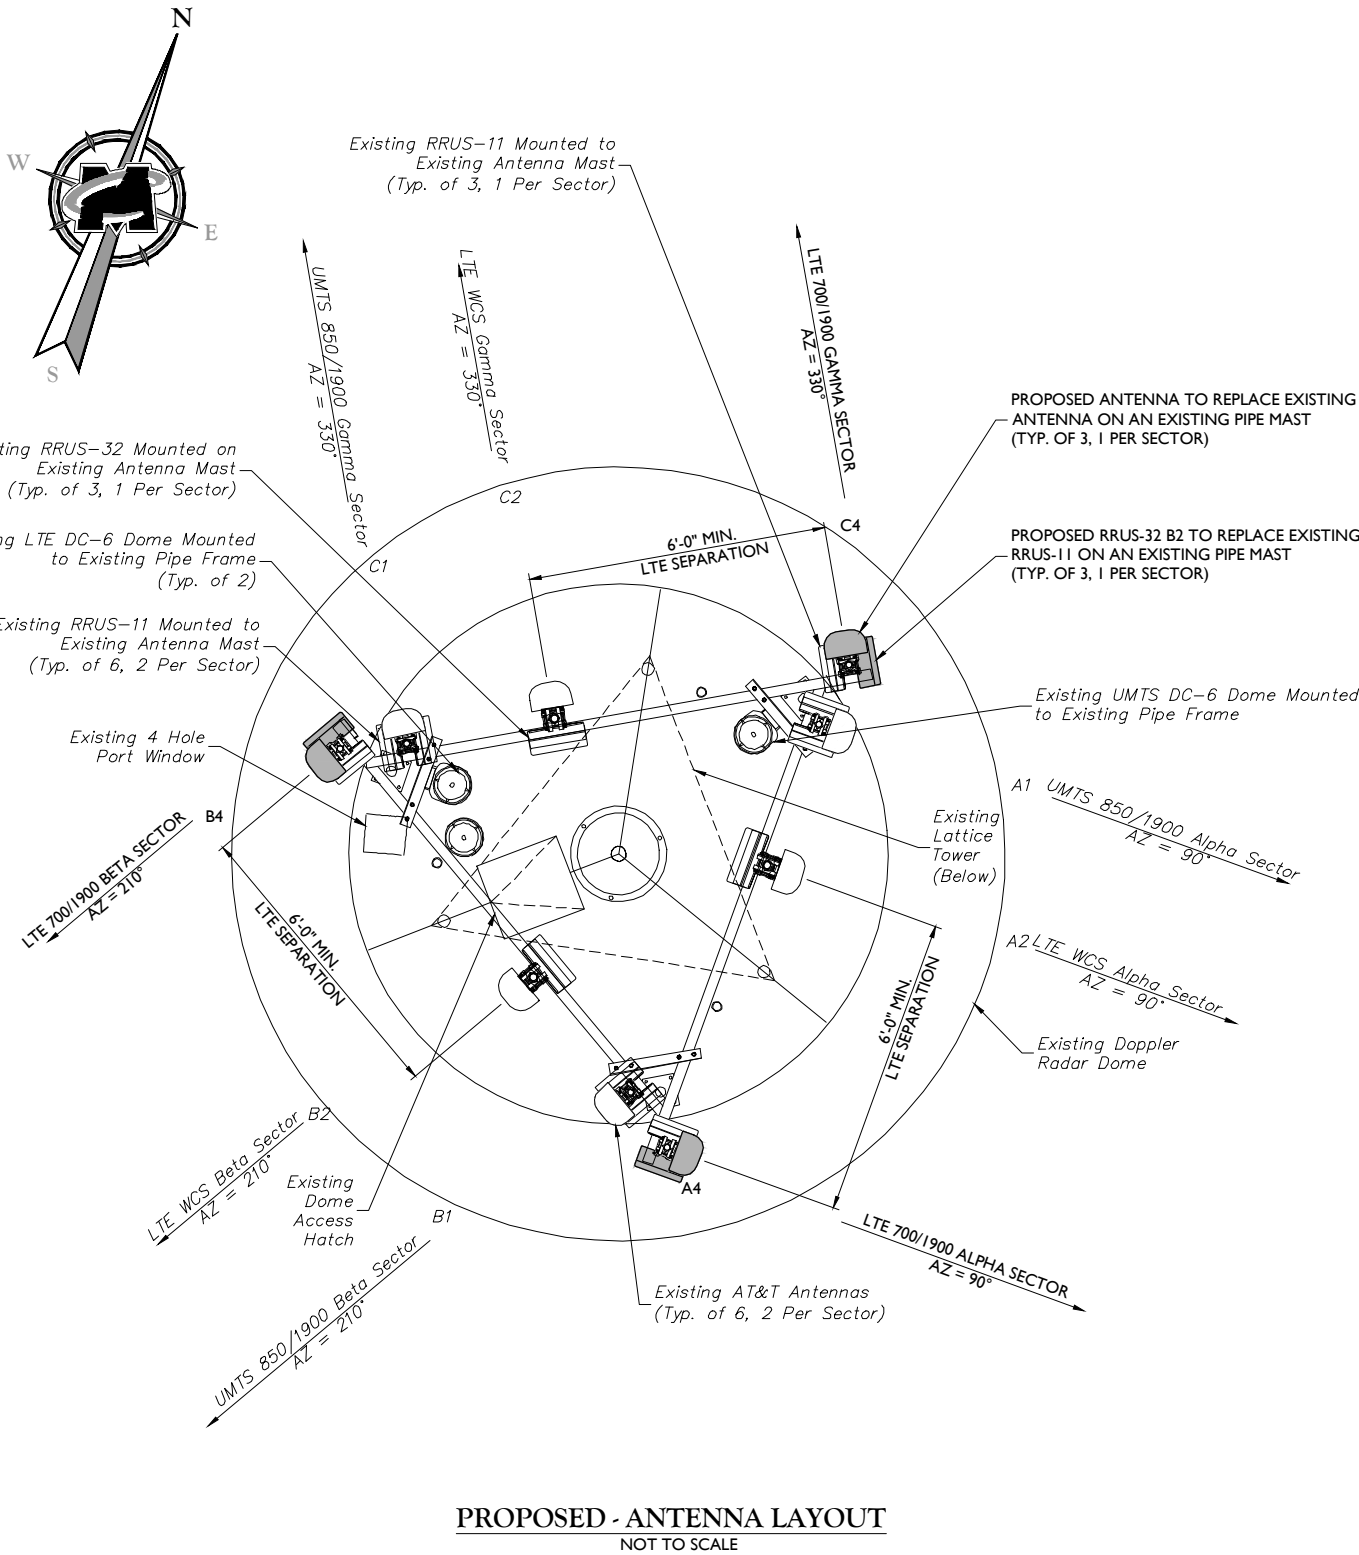 N
W
E
S
Existing RRUS-11 Mounted to
Existing Antenna Mast
(Typ. of 3, 1 Per Sector)
UMTS 850/1900 Gamma Sector
AZ = 330°
LTE WCS Gamma Sector
AZ = 330°
LTE 700/1900 GAMMA SECTOR
AZ = 330°
PROPOSED ANTENNA TO REPLACE EXISTING
ANTENNA ON AN EXISTING PIPE MAST
(TYP. OF 3, 1 PER SECTOR)
ting RRUS-32 Mounted on
Existing Antenna Mast
(Typ. of 3, 1 Per Sector)
C2
C4
6'-0" MIN.
LTE SEPARATION
PROPOSED RRUS-32 B2 TO REPLACE EXISTING
RRUS-11 ON AN EXISTING PIPE MAST
(TYP. OF 3, 1 PER SECTOR)
ng LTE DC-6 Dome Mounted
to Existing Pipe Frame
(Typ. of 2)
C1
Existing RRUS-11 Mounted to
Existing Antenna Mast
(Typ. of 6, 2 Per Sector)
Existing UMTS DC-6 Dome Mounted
to Existing Pipe Frame
Existing 4 Hole
Port Window
A1
UMTS 850/1900 Alpha Sector
AZ = 90°
B4
LTE 700/1900 BETA SECTOR
AZ = 210°
Existing
Lattice
Tower
(Below)
6'-0" MIN.
LTE SEPARATION
A2
LTE WCS Alpha Sector
AZ = 90°
6'-0" MIN.
LTE SEPARATION
Existing Doppler
Radar Dome
B2
LTE WCS Beta Sector
AZ = 210°
Existing
Dome
Access
Hatch
A4
B1
UMTS 850/1900 Beta Sector
AZ = 210°
LTE 700/1900 ALPHA SECTOR
AZ = 90°
Existing AT&T Antennas
(Typ. of 6, 2 Per Sector)
PROPOSED - ANTENNA LAYOUT
NOT TO SCALE